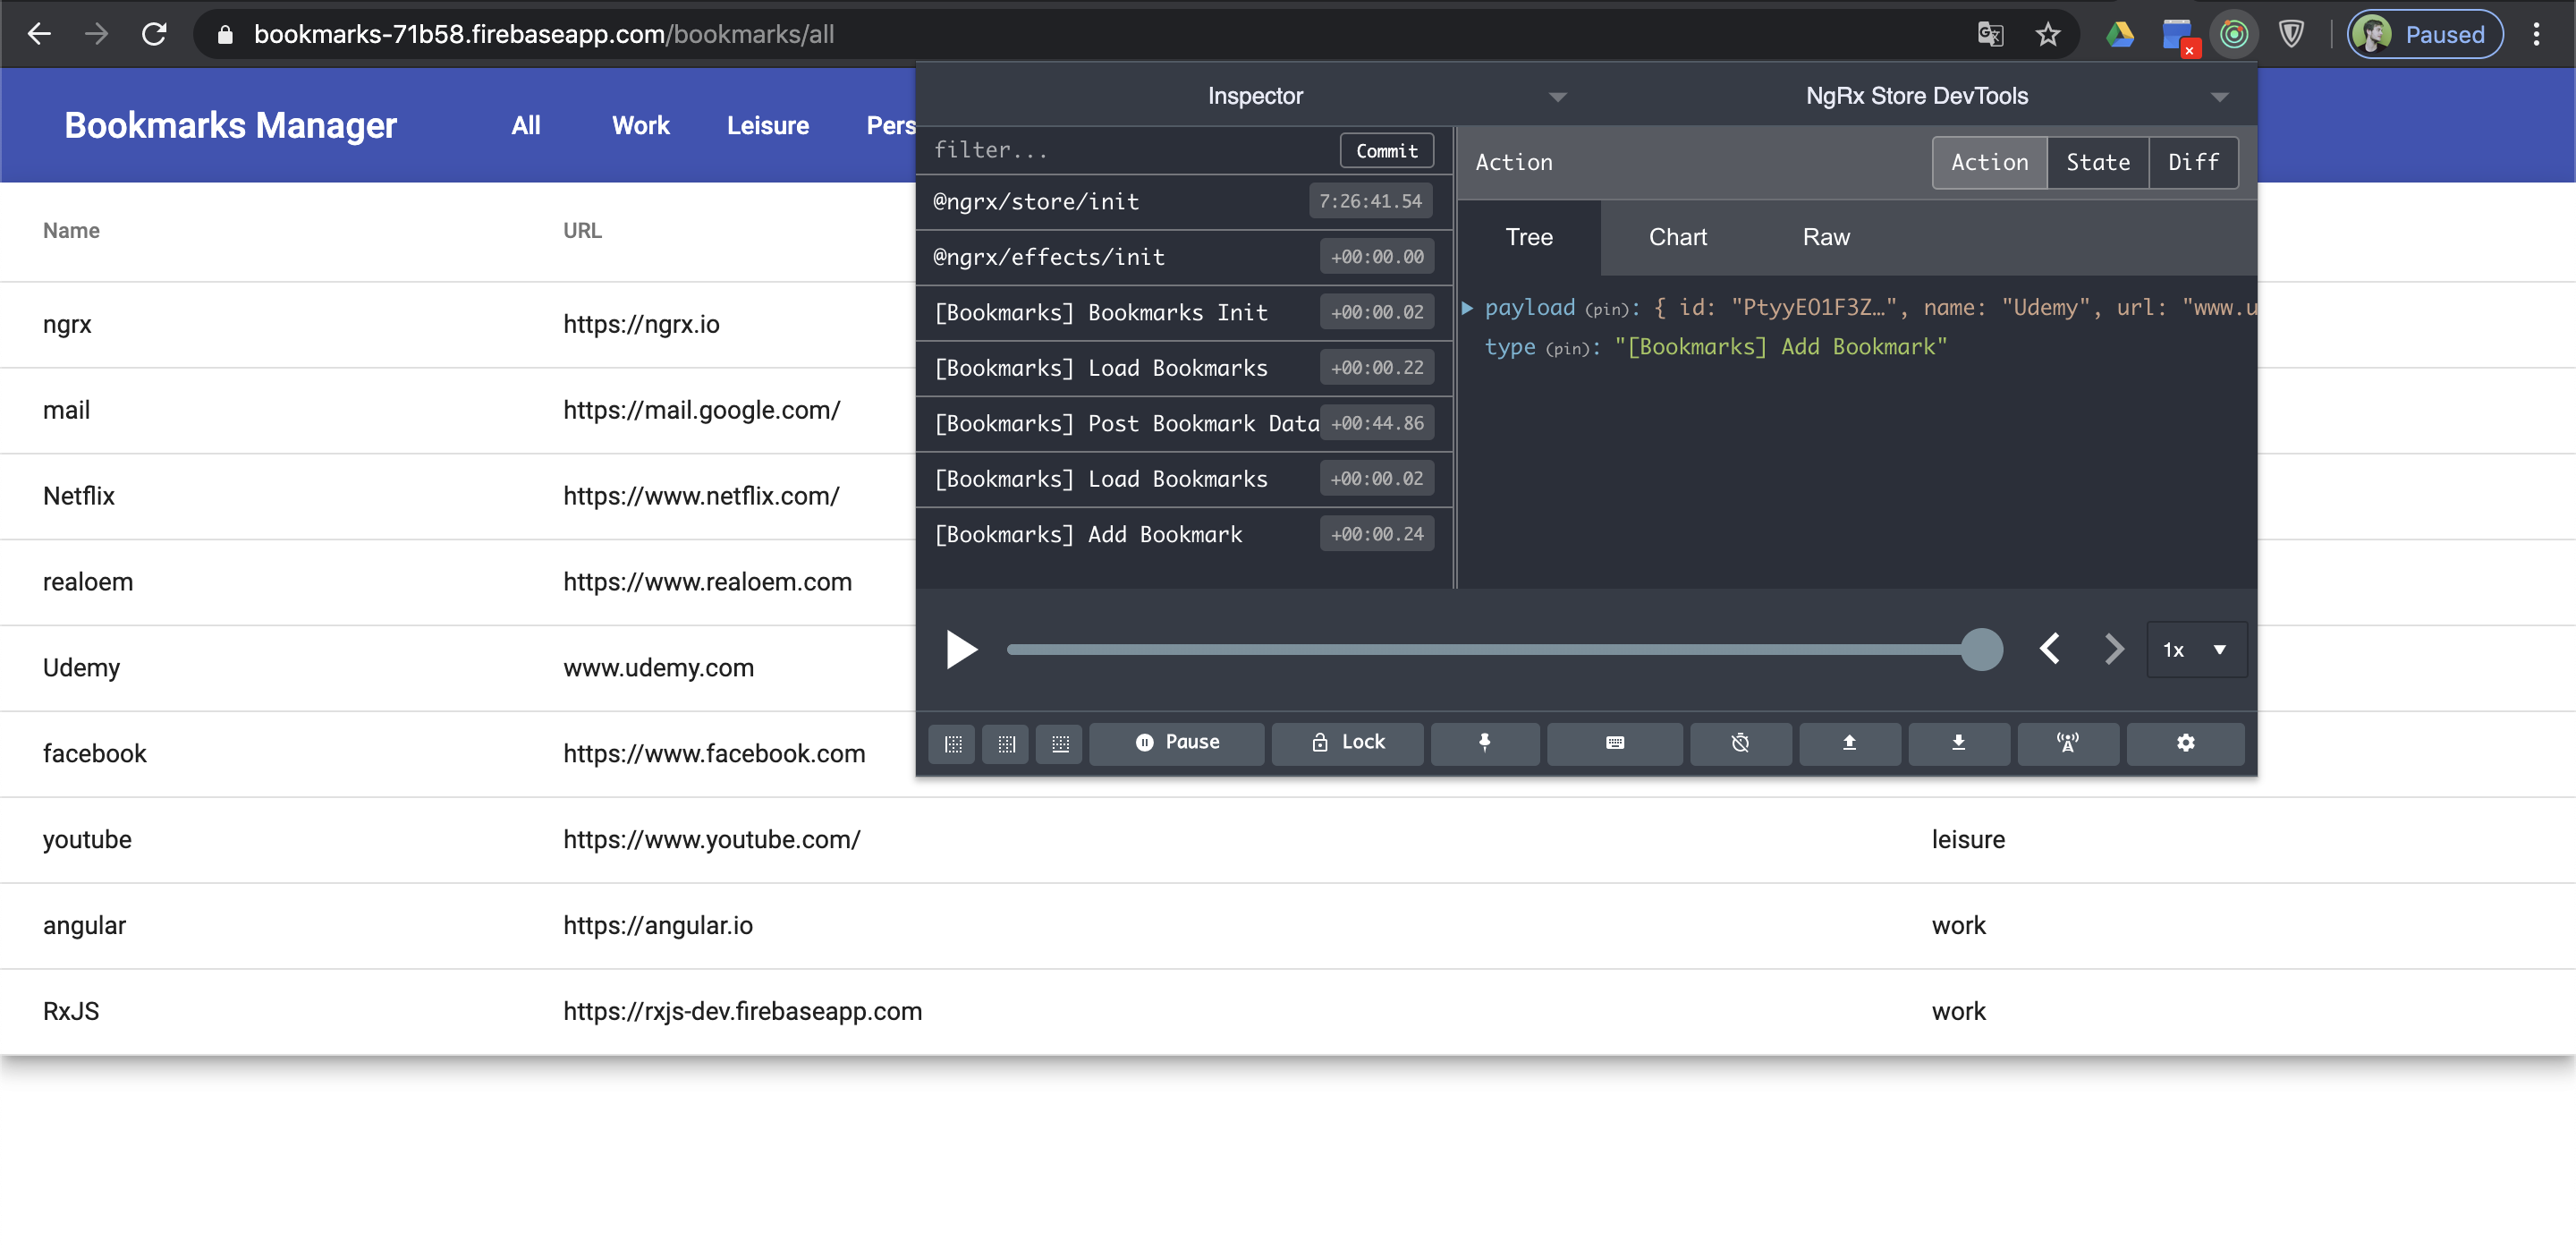 bookmarks-71b58.firebaseapp.com/bookmarks/all
Paused
Bookmarks Manager
All
Work
Leisure
Pers
Inspector
NgRx Store DevTools
filter...
Commit
Action
Action
State
Diff
@ngrx/store/init 7:26:41.54
@ngrx/effects/init +00:00.00
[Bookmarks] Bookmarks Init +00:00.02
[Bookmarks] Load Bookmarks +00:00.22
[Bookmarks] Post Bookmark Data +00:44.86
[Bookmarks] Load Bookmarks +00:00.02
[Bookmarks] Add Bookmark +00:00.24
Tree
Chart
Raw
payload (pin): { id: "PtyyEO1F3Z…", name: "Udemy", url: "www.u
type (pin): "[Bookmarks] Add Bookmark"
1x
Pause
Lock
Name URL
ngrx https://ngrx.io
mail https://mail.google.com/
Netflix https://www.netflix.com/
realoem https://www.realoem.com
Udemy www.udemy.com
facebook https://www.facebook.com
youtube https://www.youtube.com/ leisure
angular https://angular.io work
RxJS https://rxjs-dev.firebaseapp.com work